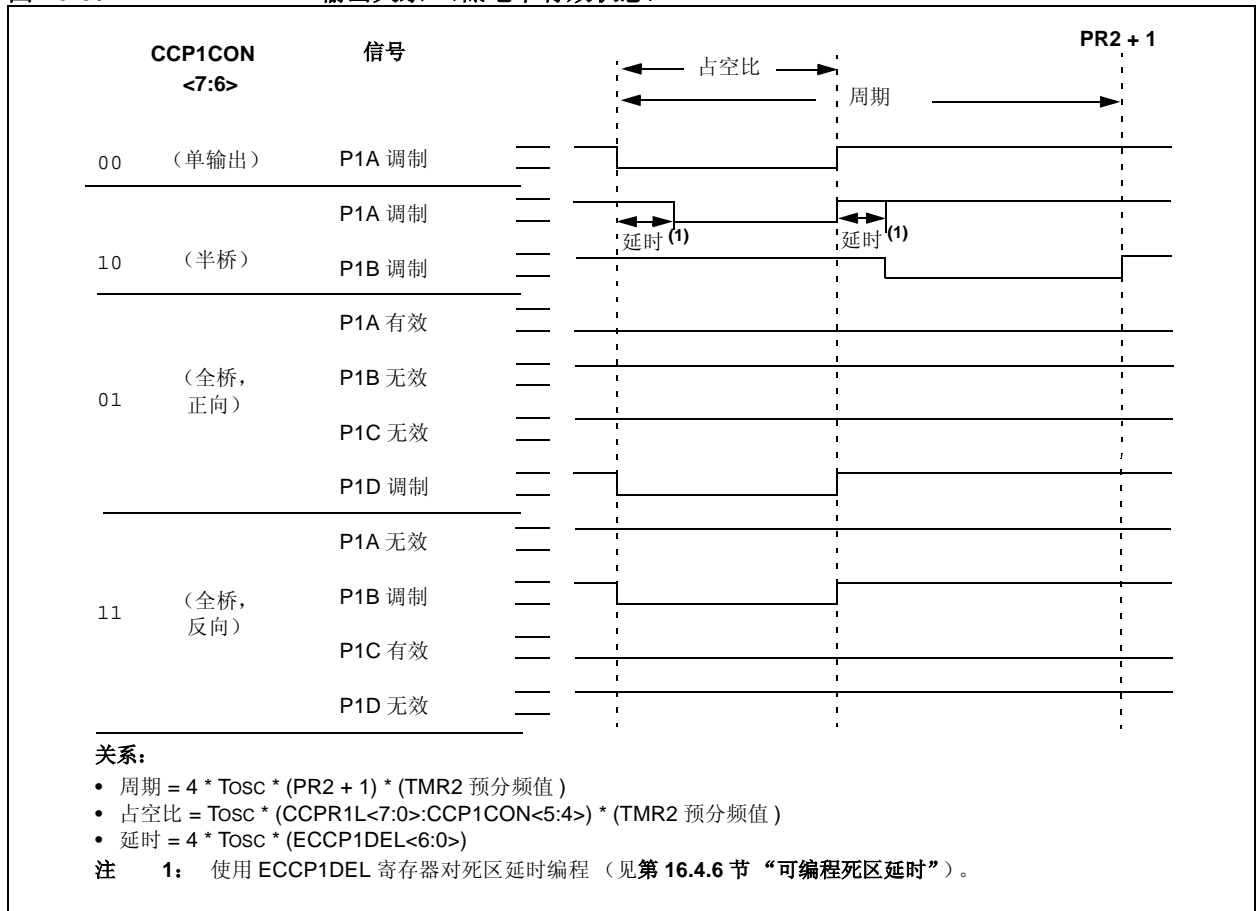 CCP1CON
<7:6>
信号
PR2 + 1
占空比
周期
00 （单输出） P1A 调制
P1A 调制
延时 (1)
延时 (1)
10 （半桥） P1B 调制
P1A 有效
01 （全桥，
正向）
P1B 无效
P1C 无效
P1D 调制
P1A 无效
11 （全桥，
反向）
P1B 调制
P1C 有效
P1D 无效
关系：
• 周期 = 4 * TOSC * (PR2 + 1) * (TMR2 预分频值 )
• 占空比 = TOSC * (CCPR1L<7:0>:CCP1CON<5:4>) * (TMR2 预分频值 )
• 延时 = 4 * TOSC * (ECCP1DEL<6:0>)
注 1： 使用 ECCP1DEL 寄存器对死区延时编程 （见第 16.4.6 节 “可编程死区延时”）。